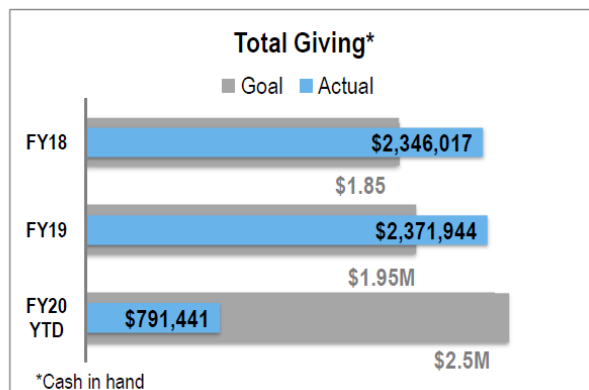 Total Giving*
Goal Actual
FY18
$2,346,017
$1.85
FY19
$2,371,944
$1.95M
FY20
YTD
$791,441
$2.5M
*Cash in hand